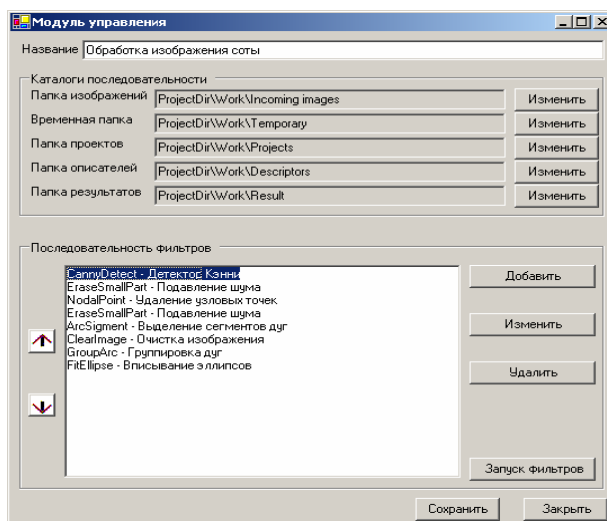 Модуль управления
Название Обработка изображения соты
Каталоги последовательности
Папка изображений ProjectDir\Work\Incoming images Изменить
Временная папка ProjectDir\Work\Temporary Изменить
Папка проектов ProjectDir\Work\Projects Изменить
Папка описателей ProjectDir\Work\Descriptors Изменить
Папка результатов ProjectDir\Work\Result Изменить
Последовательность фильтров
CannyDetect - Детектор Кэнни
EraseSmallPart - Подавление шума
NodalPoint - Удаление узловых точек
EraseSmallPart - Подавление шума
ArcSigment - Выделение сегментов дуг
ClearImage - Очистка изображения
GroupArc - Группировка дуг
FitEllipse - Вписывание эллипсов
Добавить
Изменить
Удалить
Запуск фильтров
Сохранить Закрыть